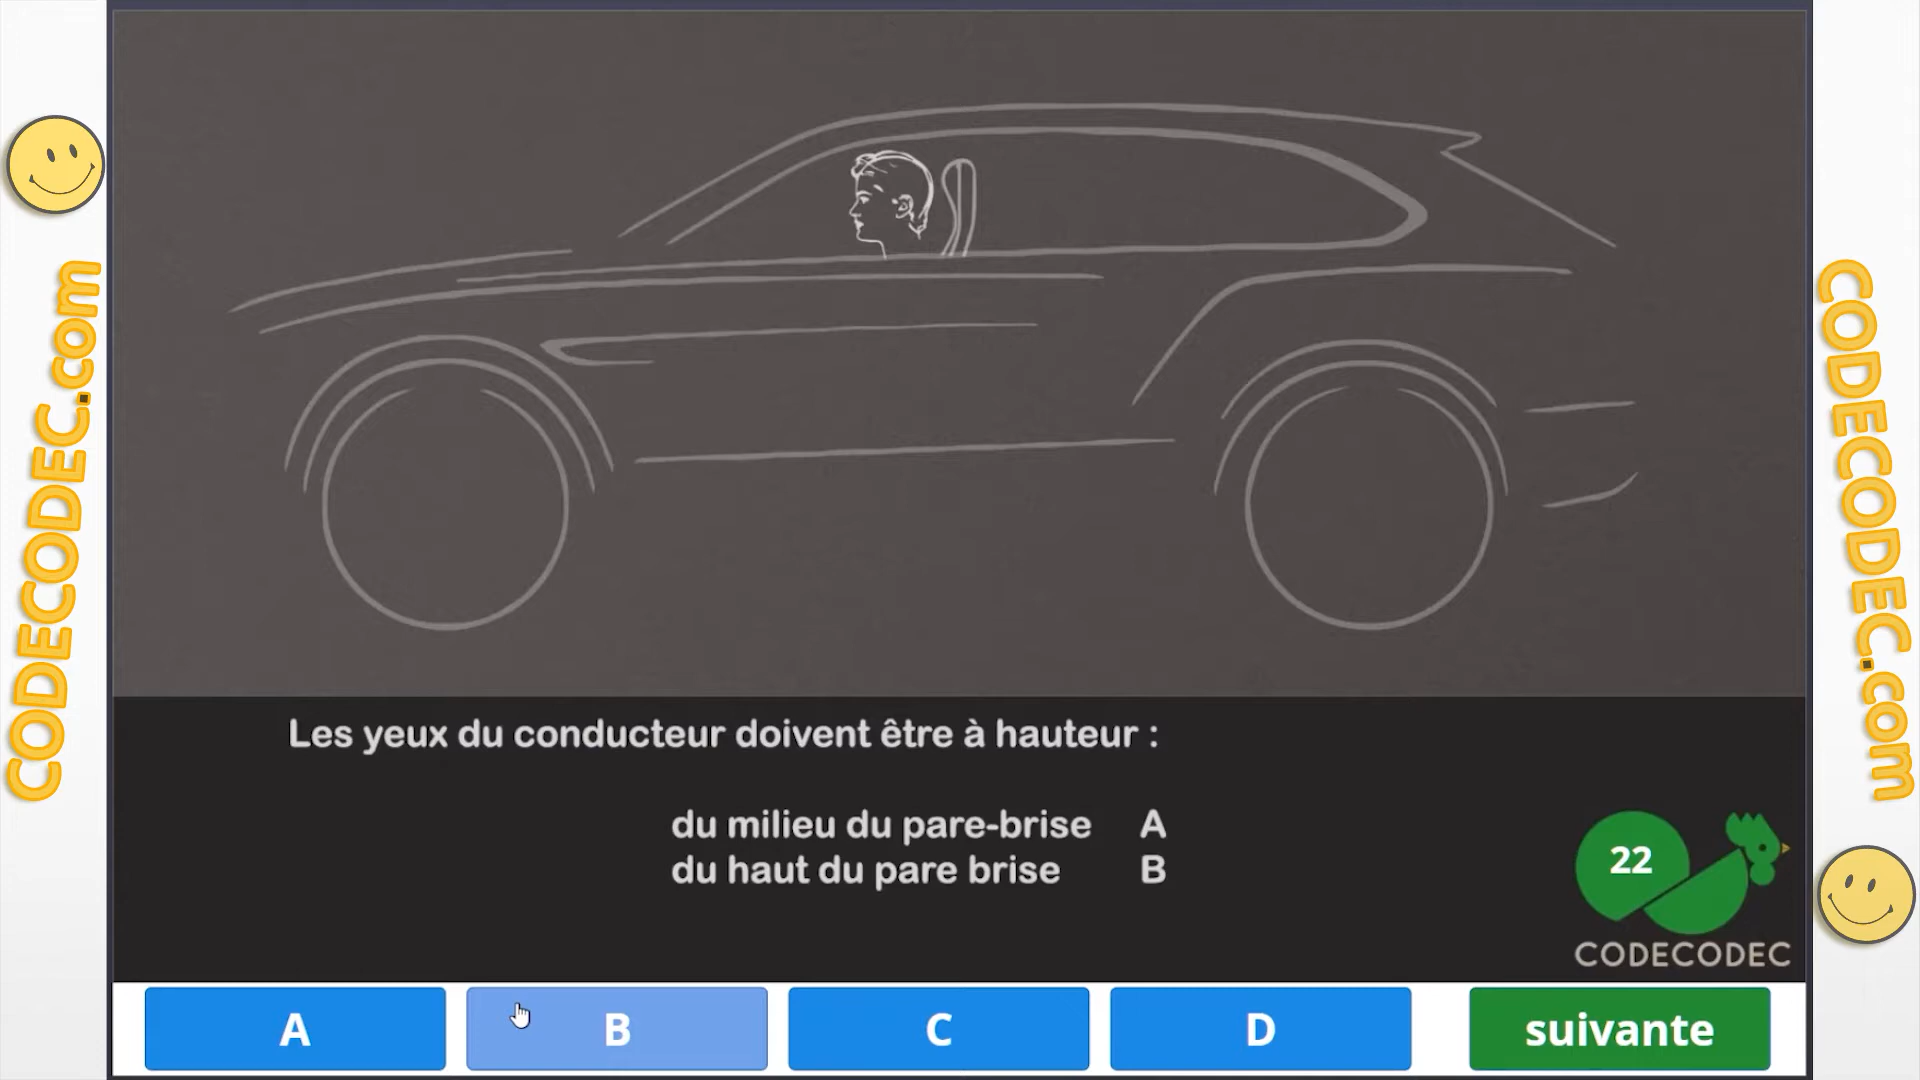 CODECODEC.com
CODECODEC.com
Les yeux du conducteur doivent être à hauteur :
du milieu du pare-brise A
du haut du pare brise B
22
CODECODEC
A
B
C
D
suivante